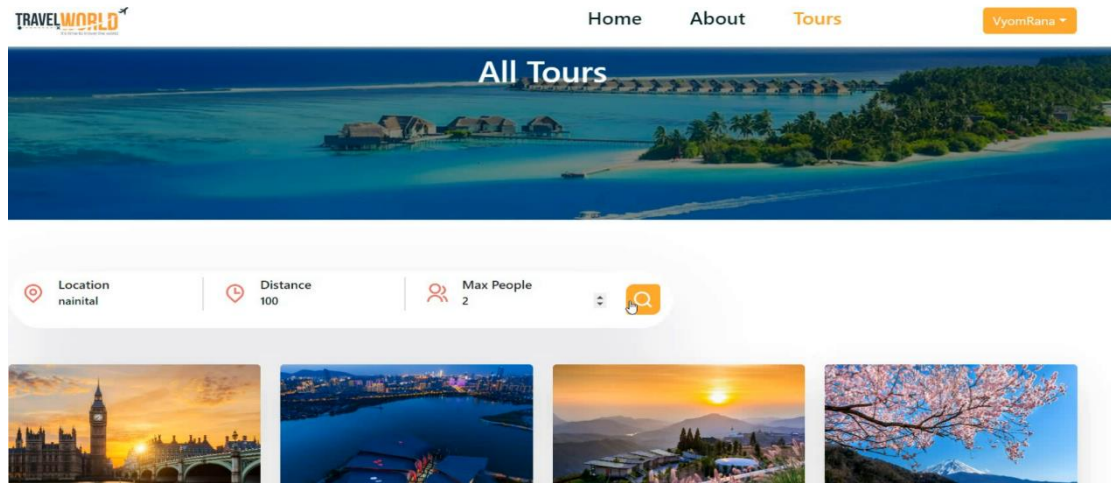 TRAVELWORLD
Home About Tours VyomRana
All Tours
Location
nainital
Distance
100
Max People
2